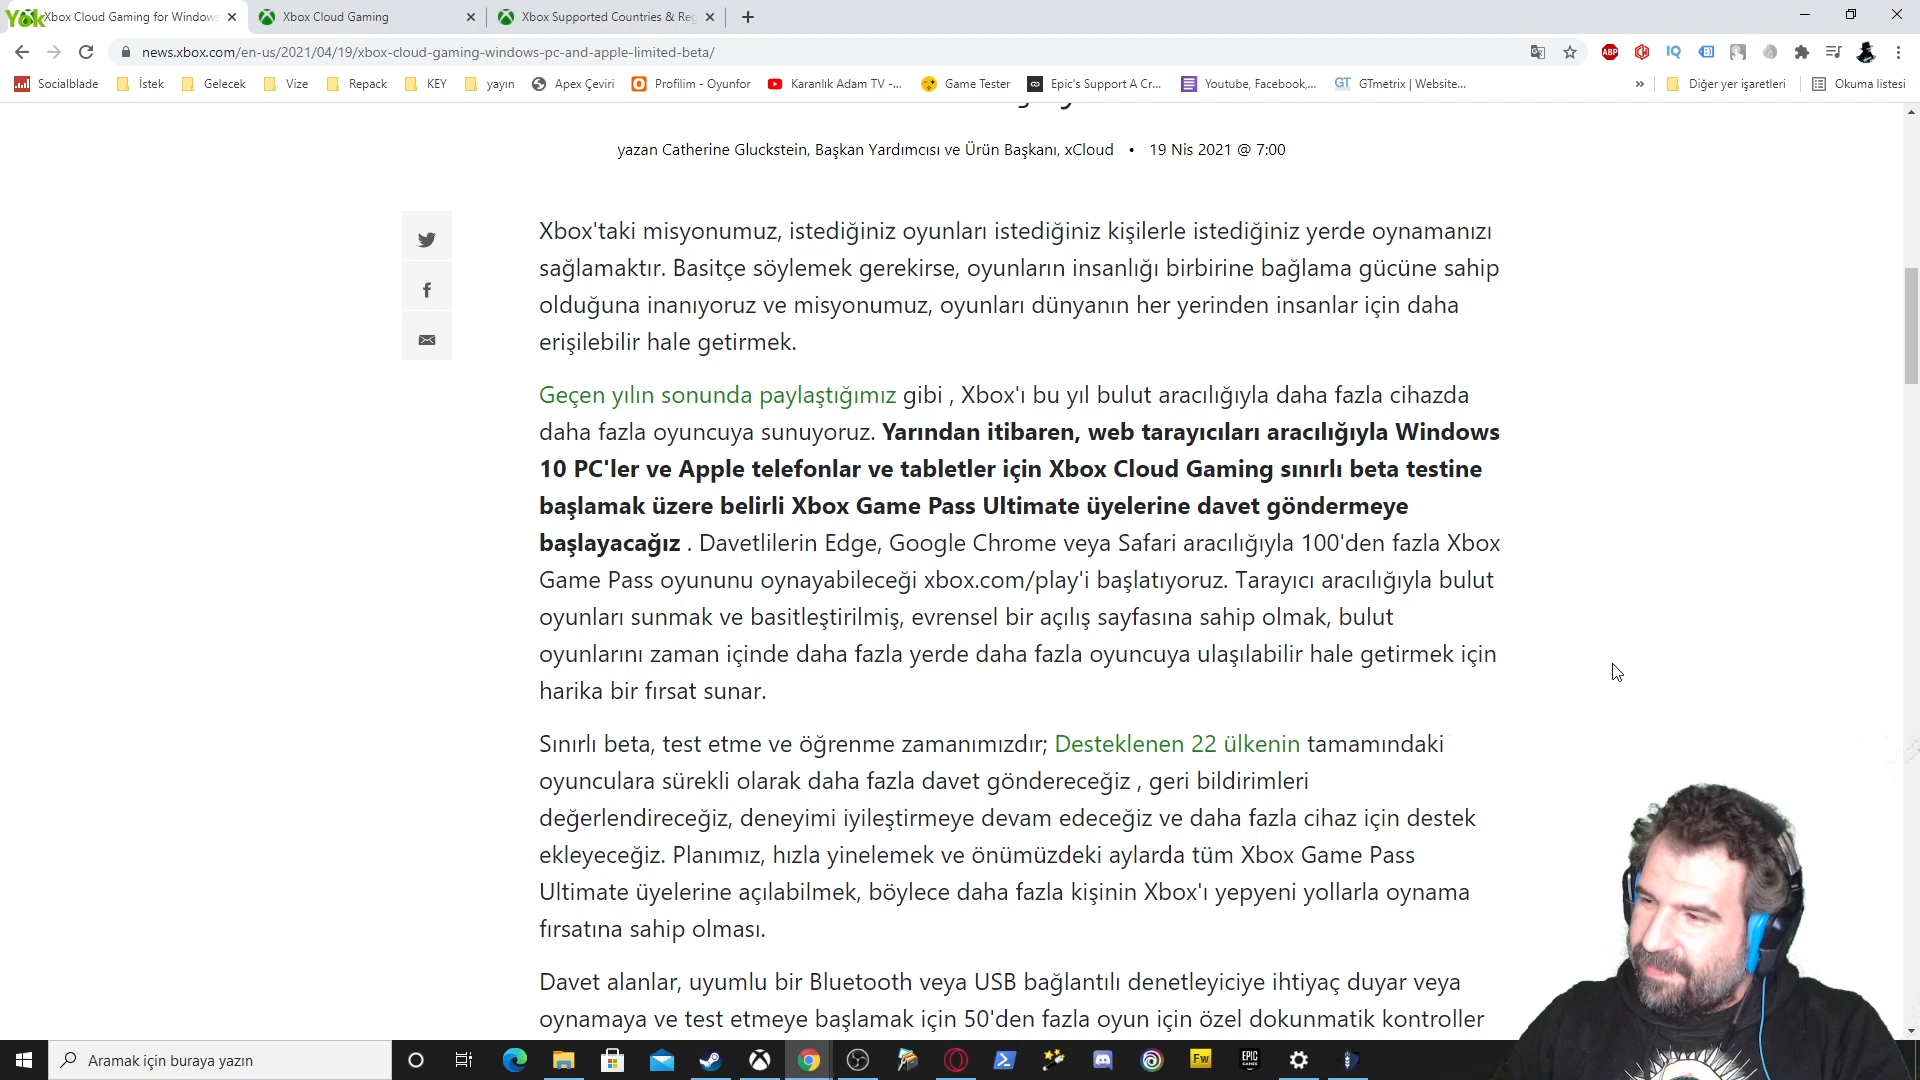 Yok
Xbox Cloud Gaming for Windows
Xbox Cloud Gaming
Xbox Supported Countries & Reg
news.xbox.com/en-us/2021/04/19/xbox-cloud-gaming-windows-pc-and-apple-limited-beta/
ABP
IQ
Socialblade
İstek
Gelecek
Vize
Repack
KEY
yayın
Apex Çeviri
Profilim - Oyunfor
Karanlık Adam TV -...
Game Tester
Epic's Support A Cr...
Youtube, Facebook,...
GT GTmetrix | Website...
»
Diğer yer işaretleri
Okuma listesi
yazan Catherine Gluckstein, Başkan Yardımcısı ve Ürün Başkanı, xCloud • 19 Nis 2021 @ 7:00
Xbox'taki misyonumuz, istediğiniz oyunları istediğiniz kişilerle istediğiniz yerde oynamanızı
sağlamaktır. Basitçe söylemek gerekirse, oyunların insanlığı birbirine bağlama gücüne sahip
olduğuna inanıyoruz ve misyonumuz, oyunları dünyanın her yerinden insanlar için daha
erişilebilir hale getirmek.
Geçen yılın sonunda paylaştığımız gibi , Xbox'ı bu yıl bulut aracılığıyla daha fazla cihazda
daha fazla oyuncuya sunuyoruz. Yarından itibaren, web tarayıcıları aracılığıyla Windows
10 PC'ler ve Apple telefonlar ve tabletler için Xbox Cloud Gaming sınırlı beta testine
başlamak üzere belirli Xbox Game Pass Ultimate üyelerine davet göndermeye
başlayacağız . Davetlilerin Edge, Google Chrome veya Safari aracılığıyla 100'den fazla Xbox
Game Pass oyununu oynayabileceği xbox.com/play'i başlatıyoruz. Tarayıcı aracılığıyla bulut
oyunları sunmak ve basitleştirilmiş, evrensel bir açılış sayfasına sahip olmak, bulut
oyunlarını zaman içinde daha fazla yerde daha fazla oyuncuya ulaşılabilir hale getirmek için
harika bir fırsat sunar.
Sınırlı beta, test etme ve öğrenme zamanımızdır; Desteklenen 22 ülkenin tamamındaki
oyunculara sürekli olarak daha fazla davet göndereceğiz , geri bildirimleri
değerlendireceğiz, deneyimi iyileştirmeye devam edeceğiz ve daha fazla cihaz için destek
ekleyeceğiz. Planımız, hızla yinelemek ve önümüzdeki aylarda tüm Xbox Game Pass
Ultimate üyelerine açılabilmek, böylece daha fazla kişinin Xbox'ı yepyeni yollarla oynama
fırsatına sahip olması.
Davet alanlar, uyumlu bir Bluetooth veya USB bağlantılı denetleyiciye ihtiyaç duyar veya
oynamaya ve test etmeye başlamak için 50'den fazla oyun için özel dokunmatik kontroller
Aramak için buraya yazın
Fw
EPIC
GAMES